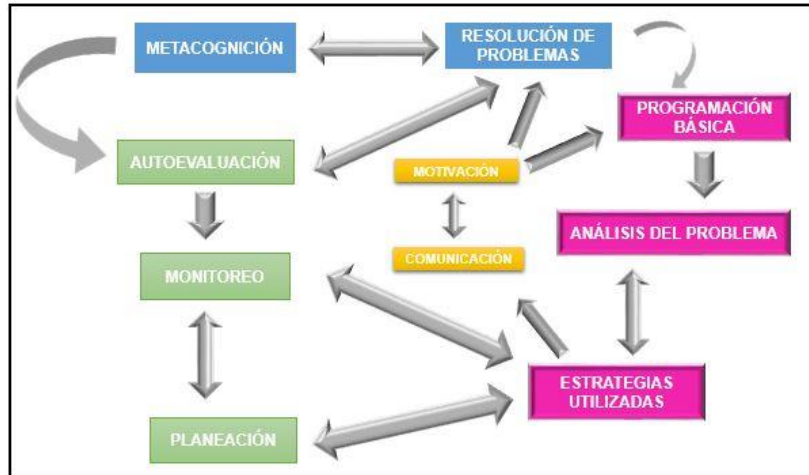 METACOGNICIÓN
RESOLUCIÓN DE
PROBLEMAS
PROGRAMACIÓN
BÁSICA
AUTOEVALUACIÓN
MOTIVACIÓN
ANÁLISIS DEL PROBLEMA
COMUNICACIÓN
MONITOREO
ESTRATEGIAS
UTILIZADAS
PLANEACIÓN